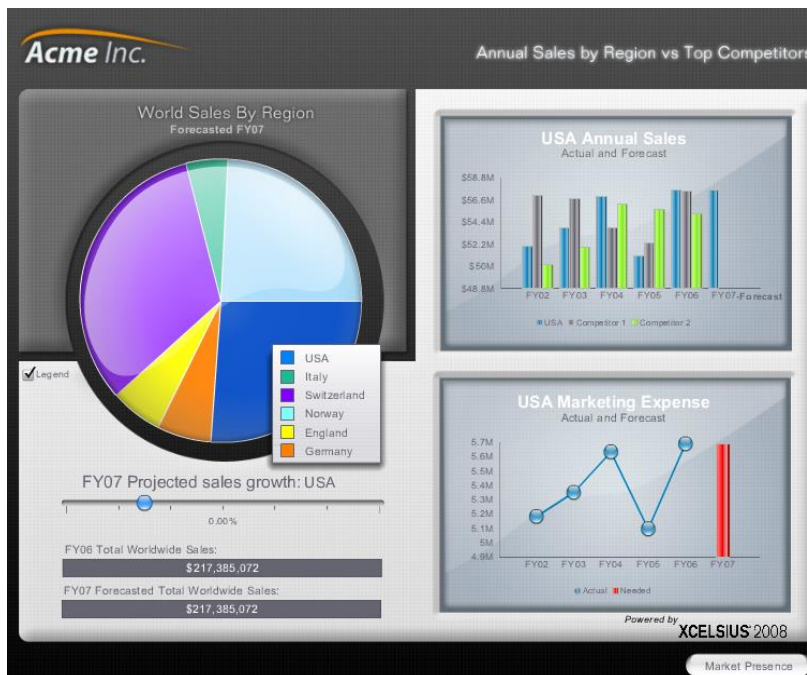 Acme Inc.
Annual Sales by Region vs Top Competitors
World Sales By Region
Forecasted FY07
Legend
USA
Italy
Switzerland
Norway
England
Germany
FY07 Projected sales growth: USA
0.00%
FY06 Total Worldwide Sales:
$217,385,072
FY07 Forecasted Total Worldwide Sales:
$217,385,072
USA Annual Sales
Actual and Forecast
$58.8M
$56.6M
$54.4M
$52.2M
$50M
$48.8M
FY02 FY03 FY04 FY05 FY06 FY07-Forecast
USA Competitor 1 Competitor 2
USA Marketing Expense
Actual and Forecast
5.7M
5.6M
5.5M
5.4M
5.3M
5.2M
5.1M
5M
4.9M
FY02 FY03 FY04 FY05 FY06 FY07
Actual Needed
Powered by
XCELSIUS 2008
Market Presence